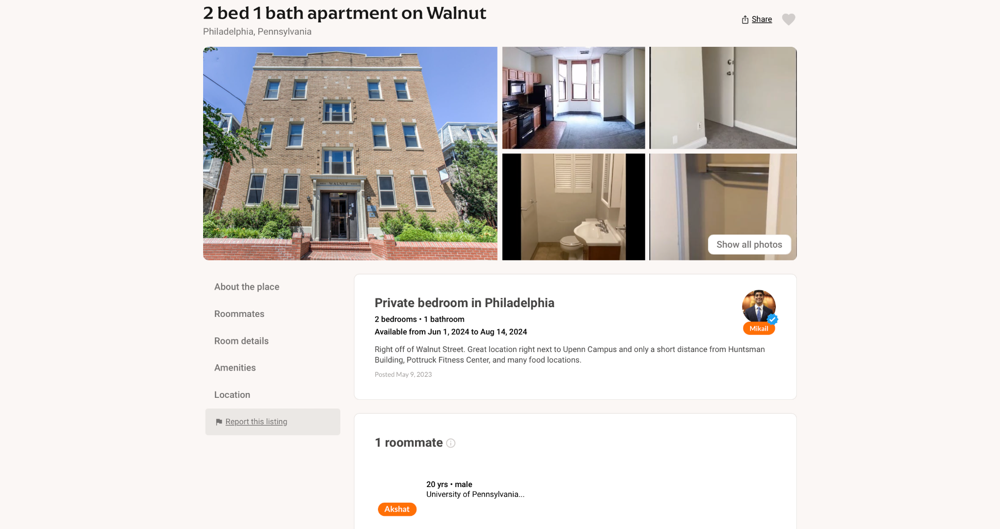 2 bed 1 bath apartment on Walnut
Philadelphia, Pennsylvania
Share
WALNUT
Show all photos
About the place
Roommates
Room details
Amenities
Location
Report this listing
Private bedroom in Philadelphia
2 bedrooms • 1 bathroom
Available from Jun 1, 2024 to Aug 14, 2024
Mikail
Right off of Walnut Street. Great location right next to Upenn Campus and only a short distance from Huntsman
Building, Pottruck Fitness Center, and many food locations.
Posted May 9, 2023
1 roommate
20 yrs • male
University of Pennsylvania...
Akshat